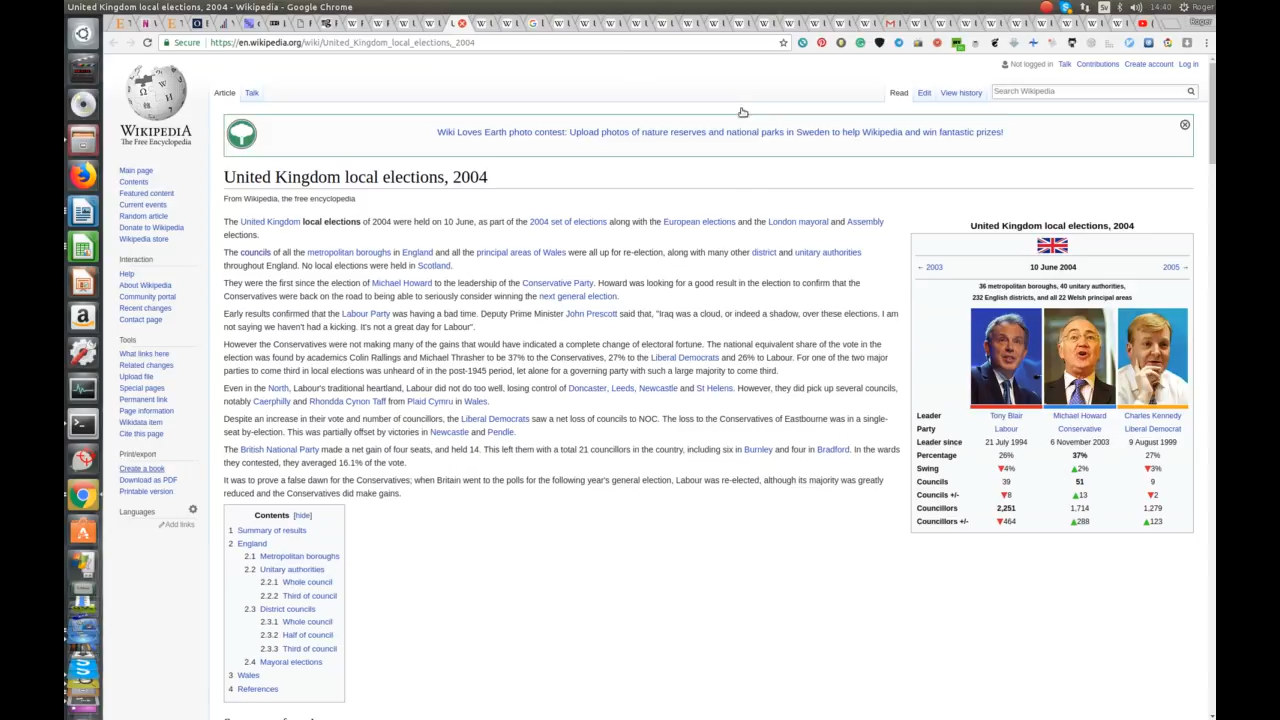 United Kingdom local elections, 2004 - Wikipedia - Google Chrome
Sv
14:40
Roger
Roger
Secure
https://en.wikipedia.org/wiki/United_Kingdom_local_elections,_2004
Not logged in Talk Contributions Create account Log in
Article Talk
Read Edit View history
Search Wikipedia
WIKIPEDIA
The Free Encyclopedia
Wiki Loves Earth photo contest: Upload photos of nature reserves and national parks in Sweden to help Wikipedia and win fantastic prizes!
Main page
Contents
Featured content
Current events
Random article
Donate to Wikipedia
Wikipedia store
Interaction
Help
About Wikipedia
Community portal
Recent changes
Contact page
Tools
What links here
Related changes
Upload file
Special pages
Permanent link
Page information
Wikidata item
Cite this page
Print/export
Create a book
Download as PDF
Printable version
Languages
Add links
United Kingdom local elections, 2004
From Wikipedia, the free encyclopedia
The United Kingdom local elections of 2004 were held on 10 June, as part of the 2004 set of elections along with the European elections and the London mayoral and Assembly
elections.
The councils of all the metropolitan boroughs in England and all the principal areas of Wales were all up for re-election, along with many other district and unitary authorities
throughout England. No local elections were held in Scotland.
They were the first since the election of Michael Howard to the leadership of the Conservative Party. Howard was looking for a good result in the election to confirm that the
Conservatives were back on the road to being able to seriously consider winning the next general election.
Early results confirmed that the Labour Party was having a bad time. Deputy Prime Minister John Prescott said that, "Iraq was a cloud, or indeed a shadow, over these elections. I am
not saying we haven't had a kicking. It's not a great day for Labour".
However the Conservatives were not making many of the gains that would have indicated a complete change of electoral fortune. The national equivalent share of the vote in the
election was found by academics Colin Rallings and Michael Thrasher to be 37% to the Conservatives, 27% to the Liberal Democrats and 26% to Labour. For one of the two major
parties to come third in local elections was unheard of in the post-1945 period, let alone for a governing party with such a large majority to come third.
Even in the North, Labour's traditional heartland, Labour did not do too well, losing control of Doncaster, Leeds, Newcastle and St Helens. However, they did pick up several councils,
notably Caerphilly and Rhondda Cynon Taff from Plaid Cymru in Wales.
Despite an increase in their vote and number of councillors, the Liberal Democrats saw a net loss of councils to NOC. The loss to the Conservatives of Eastbourne was in a single-
seat by-election. This was partially offset by victories in Newcastle and Pendle.
The British National Party made a net gain of four seats, and held 14. This left them with a total 21 councillors in the country, including six in Burnley and four in Bradford. In the wards
they contested, they averaged 16.1% of the vote.
It was to prove a false dawn for the Conservatives; when Britain went to the polls for the following year's general election, Labour was re-elected, although its majority was greatly
reduced and the Conservatives did make gains.
Contents [hide]
1 Summary of results
2 England
2.1 Metropolitan boroughs
2.2 Unitary authorities
2.2.1 Whole council
2.2.2 Third of council
2.3 District councils
2.3.1 Whole council
2.3.2 Half of council
2.3.3 Third of council
2.4 Mayoral elections
3 Wales
4 References
United Kingdom local elections, 2004
← 2003 10 June 2004 2005 →
36 metropolitan boroughs, 40 unitary authorities,
232 English districts, and all 22 Welsh principal areas
Leader Tony Blair Michael Howard Charles Kennedy
Party Labour Conservative Liberal Democrat
Leader since 21 July 1994 6 November 2003 9 August 1999
Percentage 26% 37% 27%
Swing ▼4% ▲2% ▼3%
Councils 39 51 9
Councils +/- ▼8 ▲13 ▼2
Councillors 2,251 1,714 1,279
Councillors +/- ▼464 ▲288 ▲123